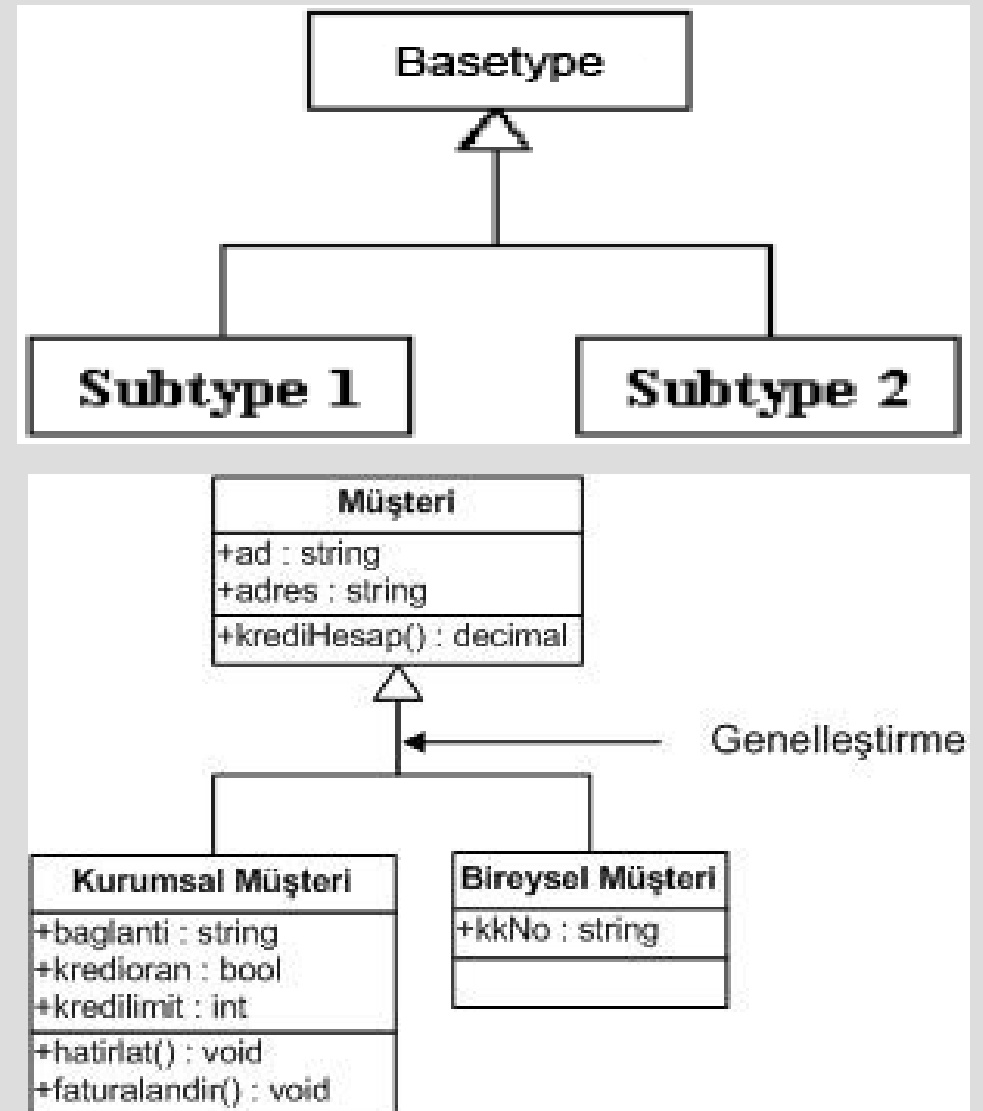 Basetype
Subtype 1
Subtype 2
Müşteri
+ad : string
+adres : string
+krediHesap() : decimal
Genelleştirme
Kurumsal Müşteri
+baglanti : string
+kredioran : bool
+kredilimit : int
+hatirlat() : void
+faturalandir() : void
Bireysel Müşteri
+kkNo : string